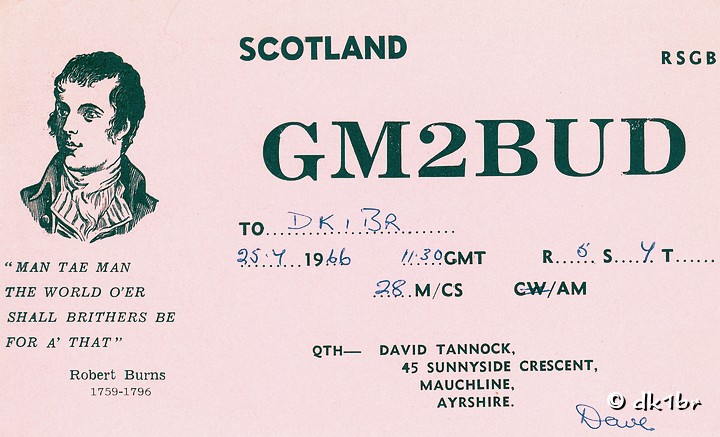 SCOTLAND
RSGB
GM2BUD
TO DK1BR
25.7 1966 11:30 GMT R 5 S T
28 M/CS CW/AM
"MAN TAE MAN
THE WORLD O'ER
SHALL BRITHERS BE
FOR A' THAT"
Robert Burns
1759-1796
QTH— DAVID TANNOCK,
45 SUNNYSIDE CRESCENT,
MAUCHLINE,
AYRSHIRE.
Dave
© dk1br